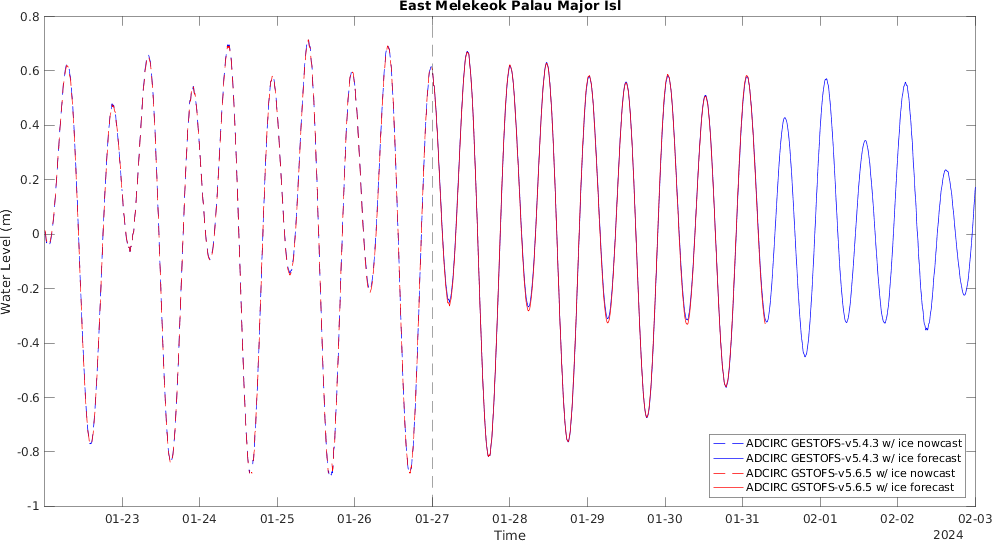 East Melekeok Palau Major Isl
0.8
0.6
0.4
0.2
0
-0.2
-0.4
-0.6
-0.8
-1
Water Level (m)
01-23 01-24 01-25 01-26 01-27 01-28 01-29 01-30 01-31 02-01 02-02 02-03
Time
2024
ADCIRC GESTOFS-v5.4.3 w/ ice nowcast
ADCIRC GESTOFS-v5.4.3 w/ ice forecast
ADCIRC GSTOFS-v5.6.5 w/ ice nowcast
ADCIRC GSTOFS-v5.6.5 w/ ice forecast